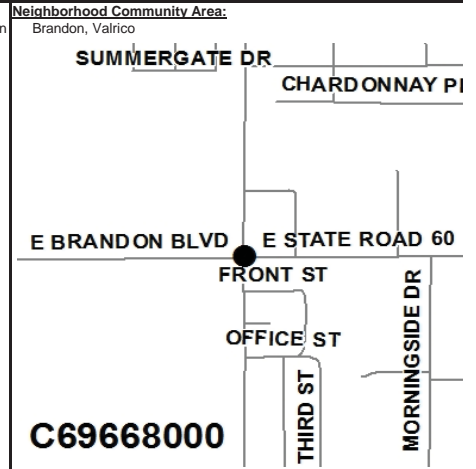 Neighborhood Community Area:
n Brandon, Valrico
SUMMERGATE DR
CHARDONNAY Pl
E BRANDON BLVD E STATE ROAD 60
FRONT ST
OFFICE ST
MORNINGSIDE DR
THIRD ST
C69668000